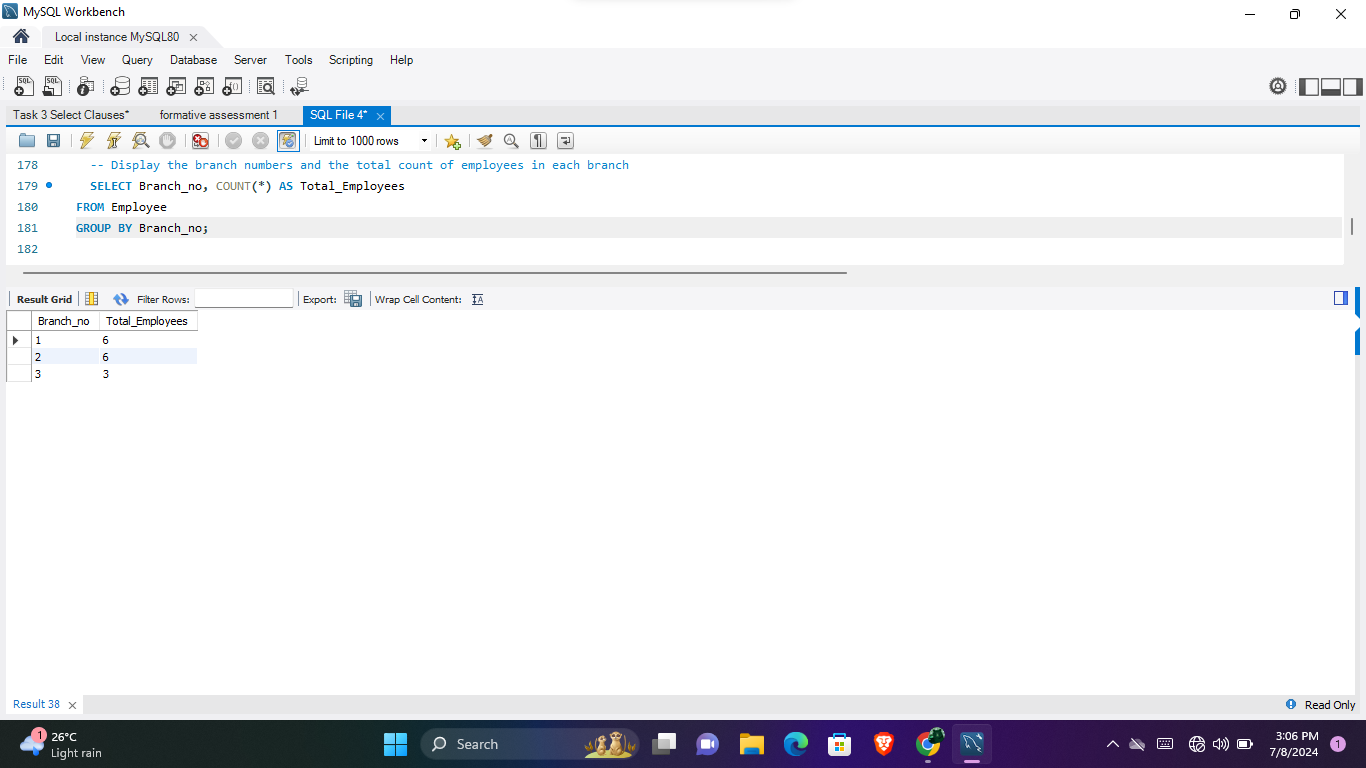 MySQL Workbench
Local instance MySQL80
File Edit View Query Database Server Tools Scripting Help
Task 3 Select Clauses* formative assessment 1 SQL File 4*
Limit to 1000 rows
178 -- Display the branch numbers and the total count of employees in each branch
179 SELECT Branch_no, COUNT(*) AS Total_Employees
180 FROM Employee
181 GROUP BY Branch_no;
182
Result Grid Filter Rows: Export: Wrap Cell Content:
Branch_no Total_Employees
1 6
2 6
3 3
Result 38 Read Only
1 26°C
Light rain
Search
3:06 PM
7/8/2024
1